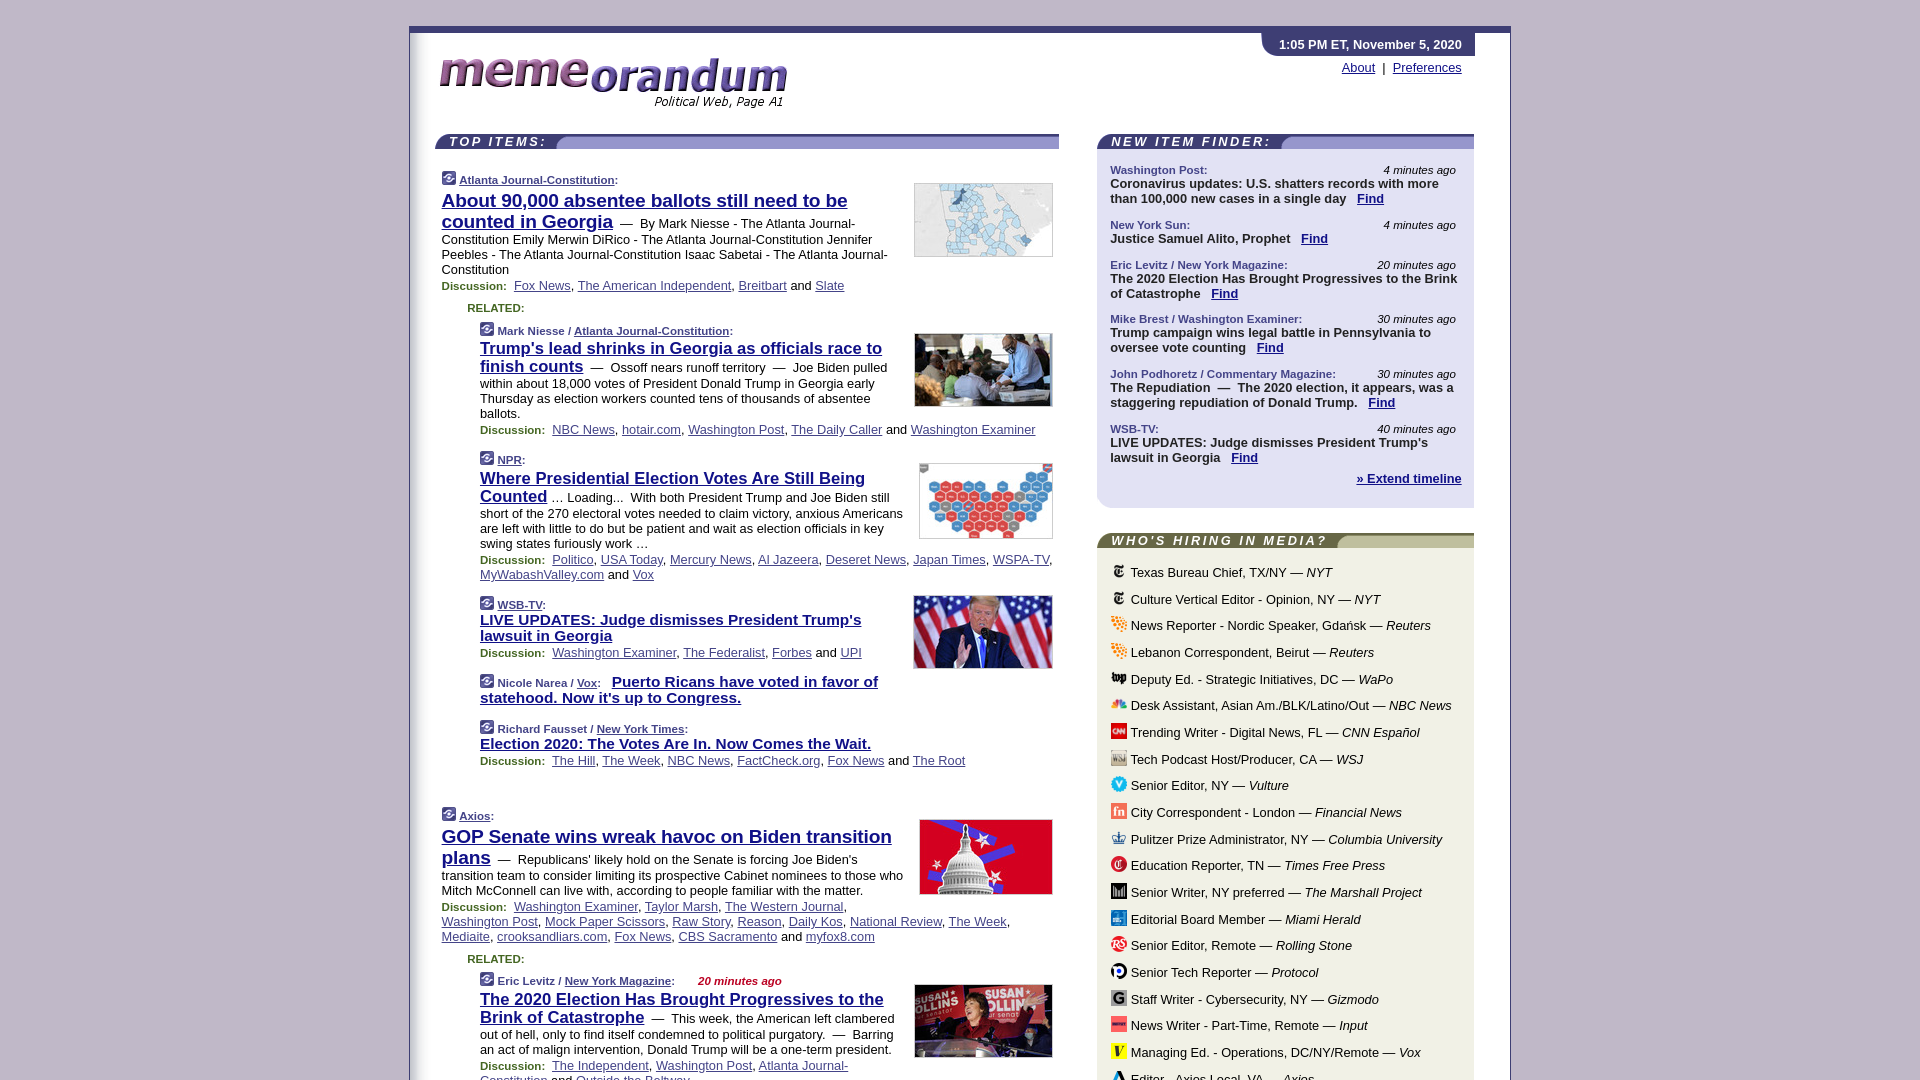 1:05 PM ET, November 5, 2020
memeorandum
Political Web, Page A1
About | Preferences
TOP ITEMS:
Atlanta Journal-Constitution:
About 90,000 absentee ballots still need to be
counted in Georgia — By Mark Niesse - The Atlanta Journal-
Constitution Emily Merwin DiRico - The Atlanta Journal-Constitution Jennifer
Peebles - The Atlanta Journal-Constitution Isaac Sabetai - The Atlanta Journal-
Constitution
Discussion: Fox News, The American Independent, Breitbart and Slate
RELATED:
Mark Niesse / Atlanta Journal-Constitution:
Trump's lead shrinks in Georgia as officials race to
finish counts — Ossoff nears runoff territory — Joe Biden pulled
within about 18,000 votes of President Donald Trump in Georgia early
Thursday as election workers counted tens of thousands of absentee
ballots.
Discussion: NBC News, hotair.com, Washington Post, The Daily Caller and Washington Examiner
NPR:
Where Presidential Election Votes Are Still Being
Counted … Loading... With both President Trump and Joe Biden still
short of the 270 electoral votes needed to claim victory, anxious Americans
are left with little to do but be patient and wait as election officials in key
swing states furiously work …
Discussion: Politico, USA Today, Mercury News, Al Jazeera, Deseret News, Japan Times, WSPA-TV,
MyWabashValley.com and Vox
WSB-TV:
LIVE UPDATES: Judge dismisses President Trump's
lawsuit in Georgia
Discussion: Washington Examiner, The Federalist, Forbes and UPI
Nicole Narea / Vox: Puerto Ricans have voted in favor of
statehood. Now it's up to Congress.
Richard Fausset / New York Times:
Election 2020: The Votes Are In. Now Comes the Wait.
Discussion: The Hill, The Week, NBC News, FactCheck.org, Fox News and The Root
Axios:
GOP Senate wins wreak havoc on Biden transition
plans — Republicans' likely hold on the Senate is forcing Joe Biden's
transition team to consider limiting its prospective Cabinet nominees to those who
Mitch McConnell can live with, according to people familiar with the matter.
Discussion: Washington Examiner, Taylor Marsh, The Western Journal,
Washington Post, Mock Paper Scissors, Raw Story, Reason, Daily Kos, National Review, The Week,
Mediaite, crooksandliars.com, Fox News, CBS Sacramento and myfox8.com
RELATED:
Eric Levitz / New York Magazine: 20 minutes ago
The 2020 Election Has Brought Progressives to the
Brink of Catastrophe — This week, the American left clambered
out of hell, only to find itself condemned to political purgatory. — Barring
an act of malign intervention, Donald Trump will be a one-term president.
Discussion: The Independent, Washington Post, Atlanta Journal-
Constitution and Outside the Beltway
NEW ITEM FINDER:
Washington Post: 4 minutes ago
Coronavirus updates: U.S. shatters records with more
than 100,000 new cases in a single day Find
New York Sun: 4 minutes ago
Justice Samuel Alito, Prophet Find
Eric Levitz / New York Magazine: 20 minutes ago
The 2020 Election Has Brought Progressives to the Brink
of Catastrophe Find
Mike Brest / Washington Examiner: 30 minutes ago
Trump campaign wins legal battle in Pennsylvania to
oversee vote counting Find
John Podhoretz / Commentary Magazine: 30 minutes ago
The Repudiation — The 2020 election, it appears, was a
staggering repudiation of Donald Trump. Find
WSB-TV: 40 minutes ago
LIVE UPDATES: Judge dismisses President Trump's
lawsuit in Georgia Find
» Extend timeline
WHO'S HIRING IN MEDIA?
Texas Bureau Chief, TX/NY — NYT
Culture Vertical Editor - Opinion, NY — NYT
News Reporter - Nordic Speaker, Gdańsk — Reuters
Lebanon Correspondent, Beirut — Reuters
Deputy Ed. - Strategic Initiatives, DC — WaPo
Desk Assistant, Asian Am./BLK/Latino/Out — NBC News
Trending Writer - Digital News, FL — CNN Español
Tech Podcast Host/Producer, CA — WSJ
Senior Editor, NY — Vulture
City Correspondent - London — Financial News
Pulitzer Prize Administrator, NY — Columbia University
Education Reporter, TN — Times Free Press
Senior Writer, NY preferred — The Marshall Project
Editorial Board Member — Miami Herald
Senior Editor, Remote — Rolling Stone
Senior Tech Reporter — Protocol
Staff Writer - Cybersecurity, NY — Gizmodo
News Writer - Part-Time, Remote — Input
Managing Ed. - Operations, DC/NY/Remote — Vox
Editor - Axios Local, VA — Axios